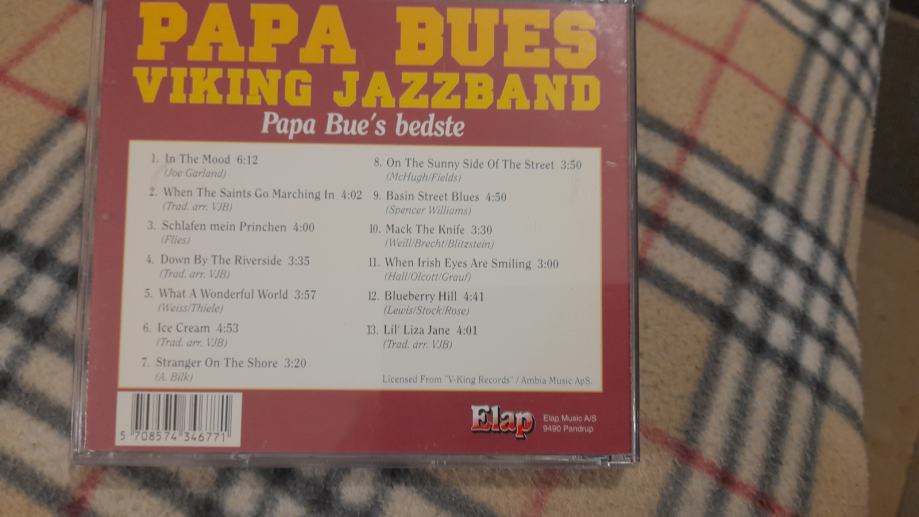 PAPA BUES
VIKING JAZZBAND
Papa Bue's bedste
1. In The Mood 6:12
(Joe Garland)
2. When The Saints Go Marching In 4:02
(Trad. arr. VJB)
3. Schlafen mein Princhen 4:00
(Flies)
4. Down By The Riverside 3:35
(Trad. arr. VJB)
5. What A Wonderful World 3:57
(Weiss/Thiele)
6. Ice Cream 4:53
(Trad. arr. VJB)
7. Stranger On The Shore 3:20
(A. Bilk)
8. On The Sunny Side Of The Street 3:50
(McHugh/Fields)
9. Basin Street Blues 4:50
(Spencer Williams)
10. Mack The Knife 3:30
(Weill/Brecht/Blitzstein)
11. When Irish Eyes Are Smiling 3:00
(Hall/Olcott/Grauf)
12. Blueberry Hill 4:41
(Lewis/Stock/Rose)
13. Lil' Liza Jane 4:01
(Trad. arr. VJB)
Licensed From "V-King Records" / Ambia Music ApS.
5 708574 346771
Elap
Elap Music A/S
9490 Pandrup